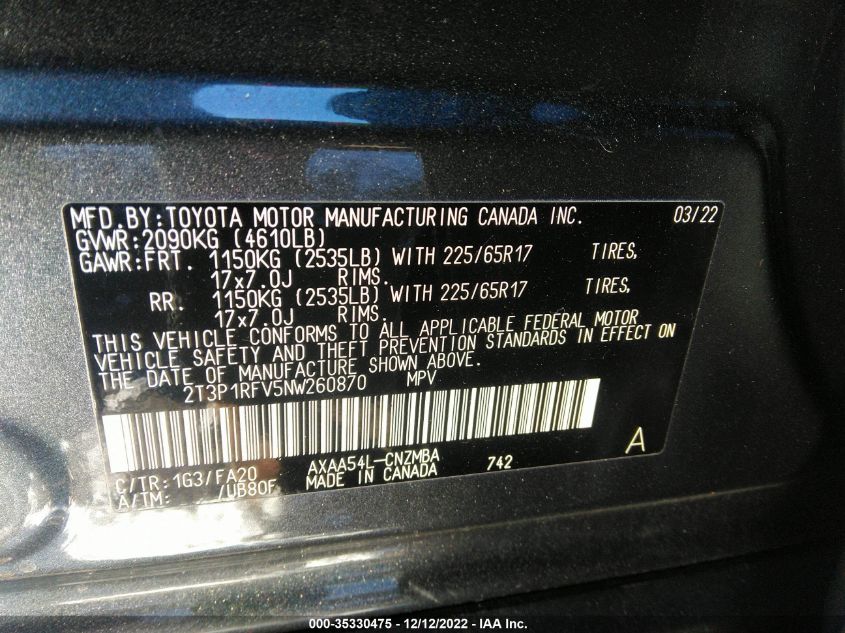 MFD.BY:TOYOTA MOTOR MANUFACTURING CANADA INC. 03/22
GVWR:2090KG (4610LB)
GAWR:FRT. 1150KG (2535LB) WITH 225/65R17 TIRES,
17x7.0J RIMS.
RR. 1150KG (2535LB) WITH 225/65R17 TIRES,
17x7.0J RIMS.
THIS VEHICLE CONFORMS TO ALL APPLICABLE FEDERAL MOTOR
VEHICLE SAFETY AND THEFT PREVENTION STANDARDS IN EFFECT ON
THE DATE OF MANUFACTURE SHOWN ABOVE.
2T3P1RFV5NW260870 MPV
C/TR:1G3/FA20 AXAA54L-CNZMBA 742 A
A/TM: /UB80F MADE IN CANADA
000-35330475 - 12/12/2022 - IAA Inc.